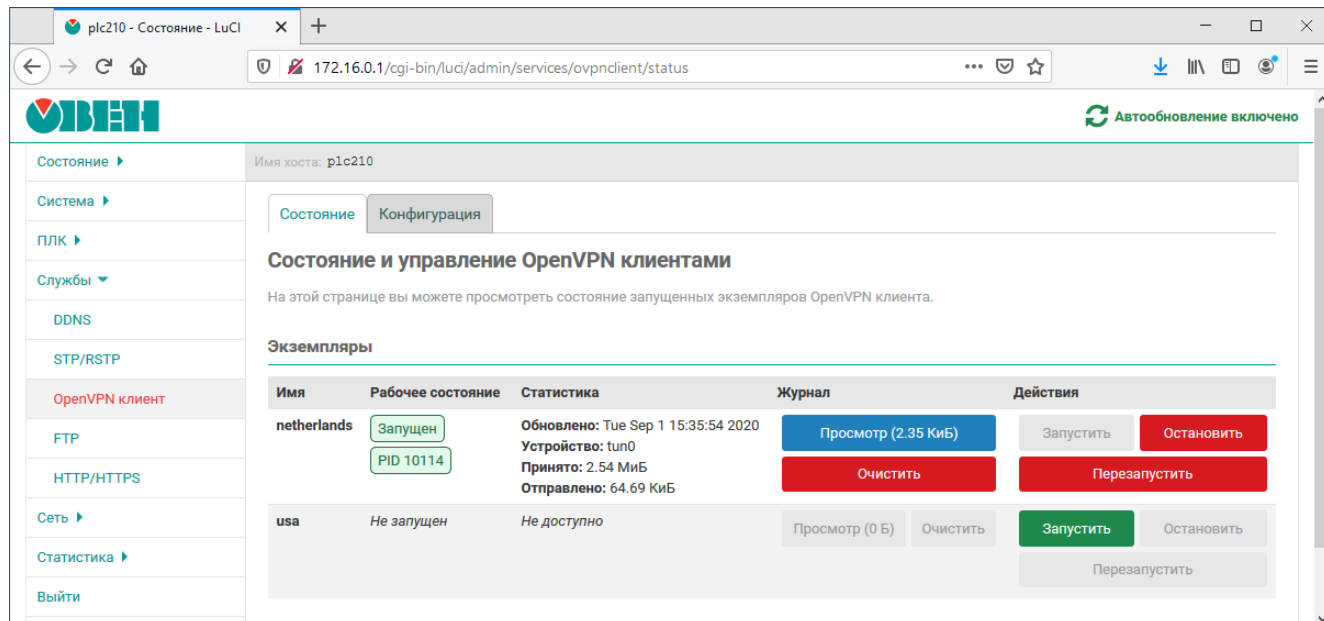 plc210 - Состояние - LuCI
172.16.0.1/cgi-bin/luci/admin/services/ovpnclient/status
ОВЕН
Автообновление включено
Состояние
Имя хоста: plc210
Система
Состояние Конфигурация
ПЛК
Состояние и управление OpenVPN клиентами
Службы
На этой странице вы можете просмотреть состояние запущенных экземпляров OpenVPN клиента.
DDNS
STP/RSTP
Экземпляры
OpenVPN клиент
Имя Рабочее состояние Статистика Журнал Действия
netherlands Запущен Обновлено: Tue Sep 1 15:35:54 2020 Просмотр (2.35 КиБ) Запустить Остановить
FTP
Устройство: tun0
PID 10114 Принято: 2.54 МиБ Очистить Перезапустить
HTTP/HTTPS
Отправлено: 64.69 КиБ
Сеть
usa Не запущен Не доступно Просмотр (0 Б) Очистить Запустить Остановить
Статистика
Перезапустить
Выйти